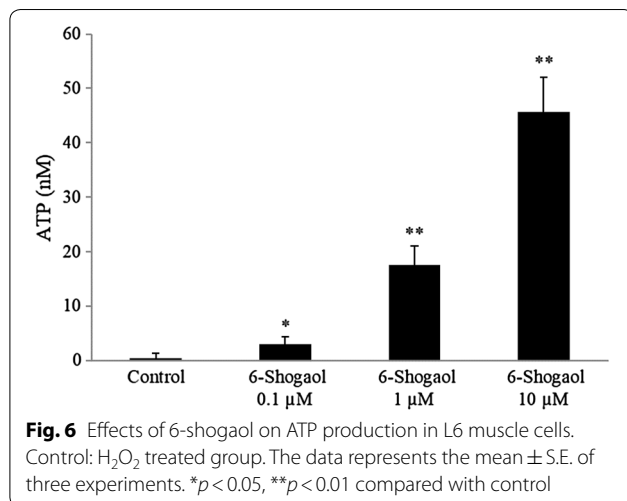 60
50
40
30
20
10
0
ATP (nM)
*
**
**
Control
6-Shogaol
0.1 µM
6-Shogaol
1 µM
6-Shogaol
10 µM
Fig. 6 Effects of 6-shogaol on ATP production in L6 muscle cells.
Control: H₂O₂ treated group. The data represents the mean ± S.E. of
three experiments. *p < 0.05, **p < 0.01 compared with control